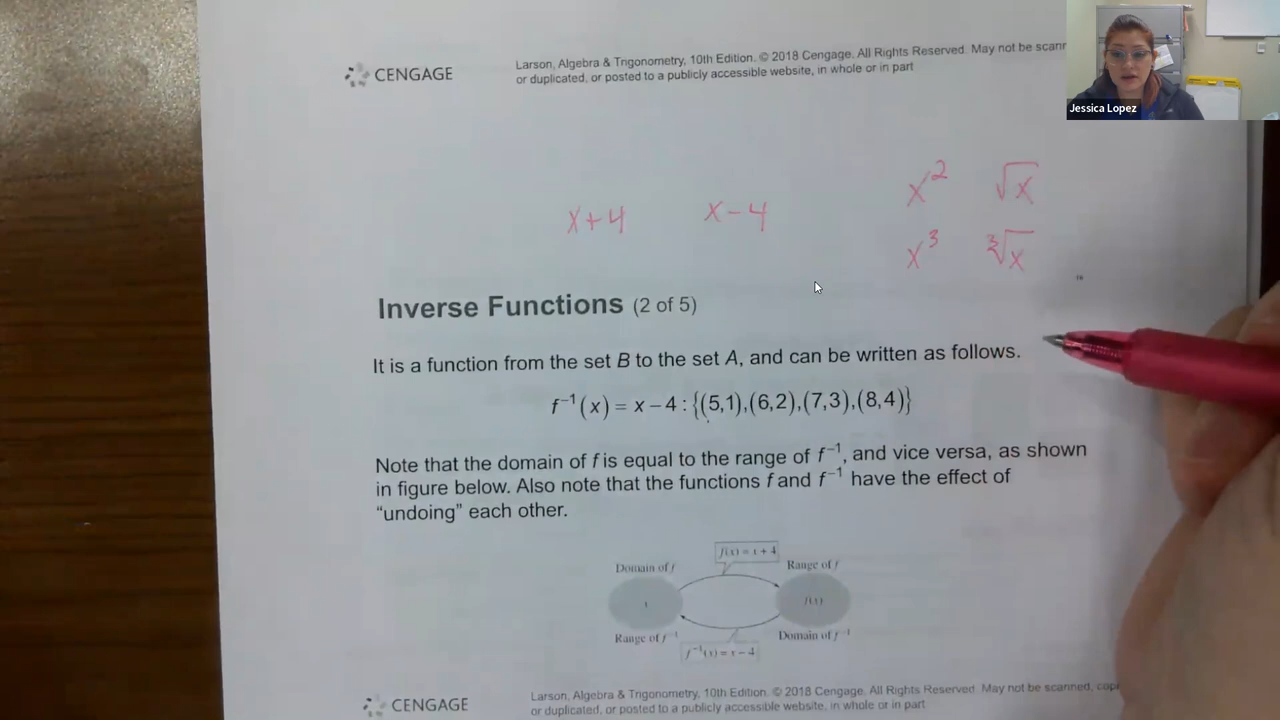 CENGAGE
Larson, Algebra & Trigonometry, 10th Edition. © 2018 Cengage. All Rights Reserved. May not be
or duplicated, or posted to a publicly accessible website, in whole or in part
Jessica Lopez
x² √x
x+4 x-4
x³ ³√x
Inverse Functions (2 of 5)
It is a function from the set B to the set A, and can be written as follows.
f⁻¹(x) = x – 4 : {(5,1),(6,2),(7,3),(8,4)}
Note that the domain of f is equal to the range of f⁻¹, and vice versa, as shown
in figure below. Also note that the functions f and f⁻¹ have the effect of
“undoing” each other.
f(x) = x + 4
Domain of f Range of f
x f(x)
Range of f⁻¹ Domain of f⁻¹
f⁻¹(x) = x – 4
CENGAGE
Larson, Algebra & Trigonometry, 10th Edition. © 2018 Cengage. All Rights Reserved. May not be scanned,
or duplicated, or posted to a publicly accessible website, in whole or in part